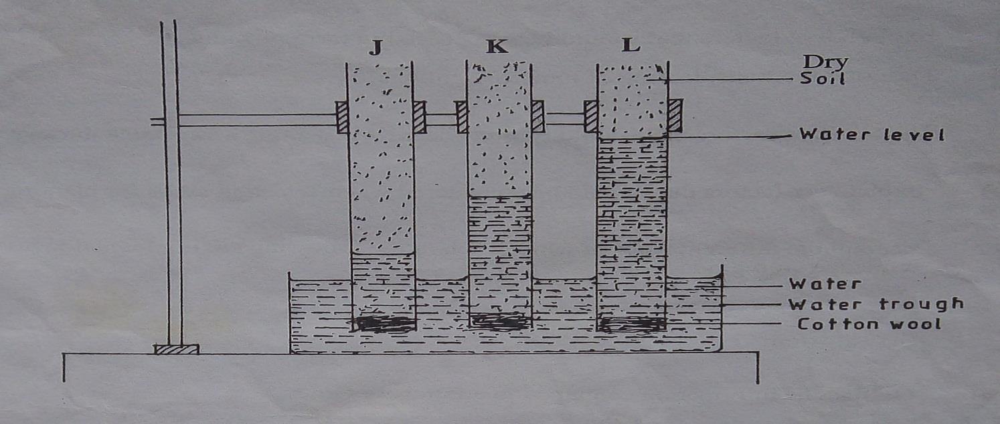 J K L
Dry
Soil
Water level
Water
Water trough
Cotton wool